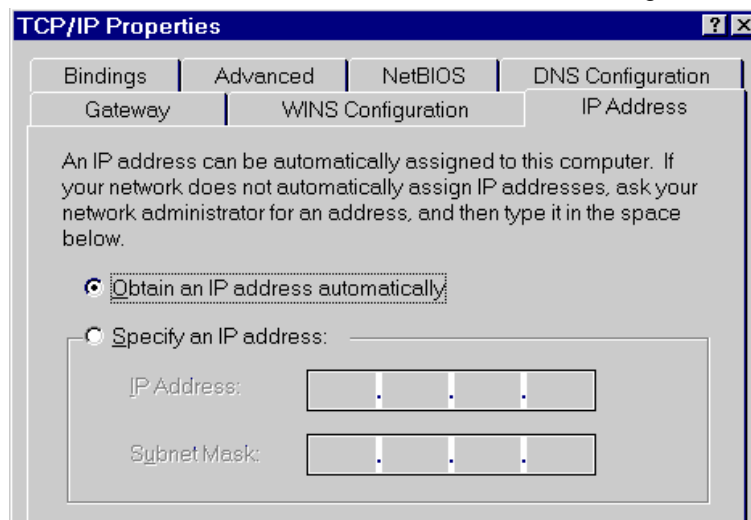 TCP/IP Properties ? ×
Bindings Advanced NetBIOS DNS Configuration
Gateway WINS Configuration IP Address
An IP address can be automatically assigned to this computer. If
your network does not automatically assign IP addresses, ask your
network administrator for an address, and then type it in the space
below.
Obtain an IP address automatically
Specify an IP address:
IP Address: . . .
Subnet Mask: . . .